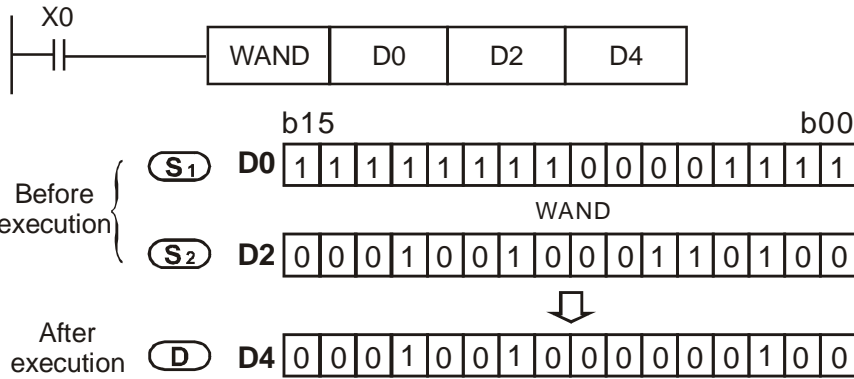 X0
WAND D0 D2 D4
b15 b00
Before execution
S1 D0 1 1 1 1 1 1 1 1 0 0 0 0 1 1 1 1
WAND
S2 D2 0 0 0 1 0 0 1 0 0 0 1 1 0 1 0 0
After execution
D D4 0 0 0 1 0 0 1 0 0 0 0 0 0 1 0 0